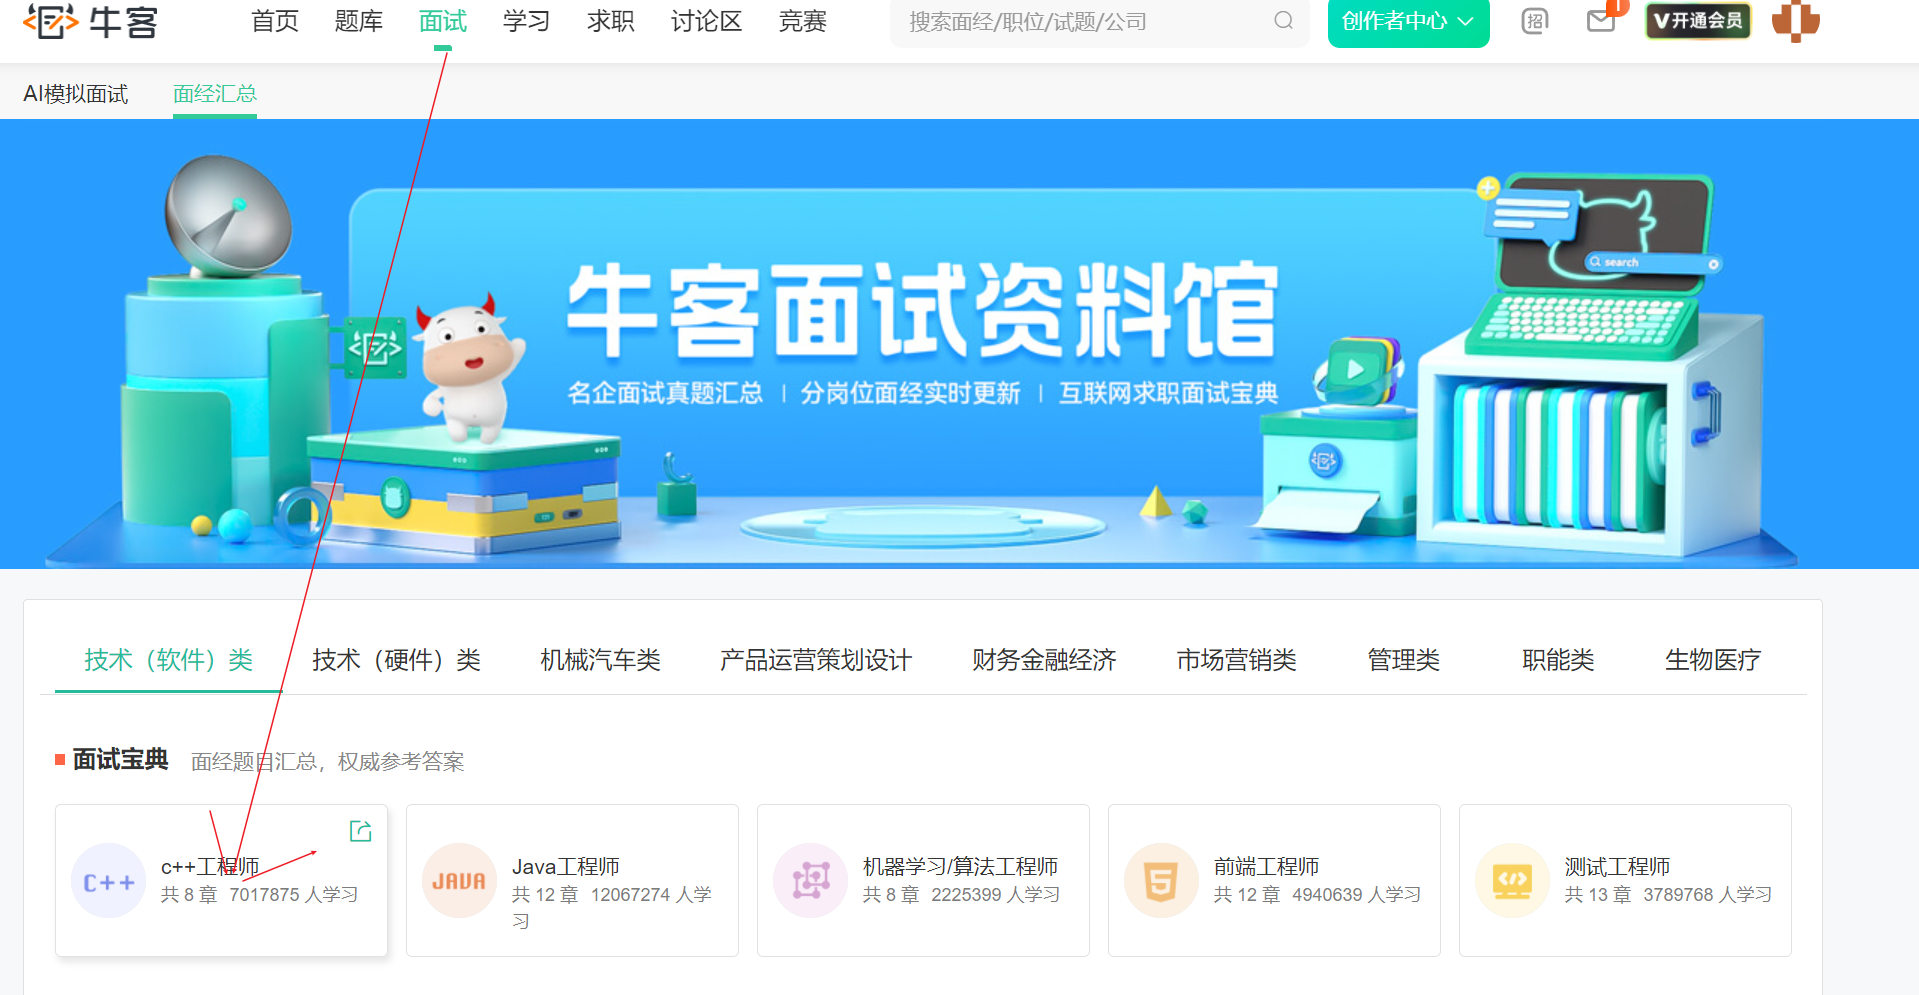 牛客
首页 题库 面试 学习 求职 讨论区 竞赛
搜索面经/职位/试题/公司
创作者中心
招
1
V开通会员
AI模拟面试 面经汇总
牛客面试资料馆
名企面试真题汇总 | 分岗位面经实时更新 | 互联网求职面试宝典
search
技术（软件）类 技术（硬件）类 机械汽车类 产品运营策划设计 财务金融经济 市场营销类 管理类 职能类 生物医疗
面试宝典 面经题目汇总，权威参考答案
C++
c++工程师
共 8 章 7017875 人学习
JAVA
Java工程师
共 12 章 12067274 人学
习
机器学习/算法工程师
共 8 章 2225399 人学习
5
前端工程师
共 12 章 4940639 人学习
测试工程师
共 13 章 3789768 人学习